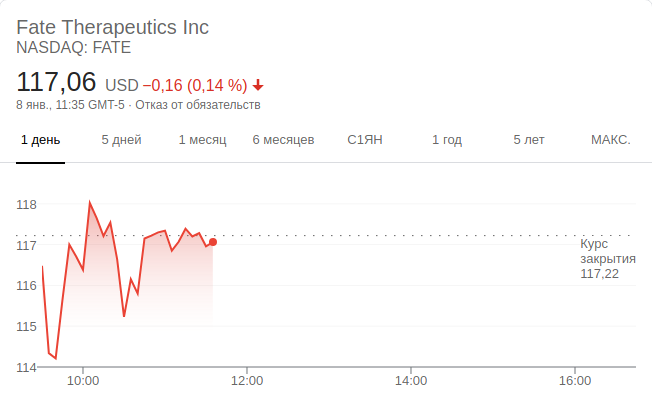 Fate Therapeutics Inc
NASDAQ: FATE
117,06 USD −0,16 (0,14 %)
8 янв., 11:35 GMT-5 · Отказ от обязательств
1 день 5 дней 1 месяц 6 месяцев С1ЯН 1 год 5 лет МАКС.
118
117
116
115
114
Курс
закрытия
117,22
10:00 12:00 14:00 16:00